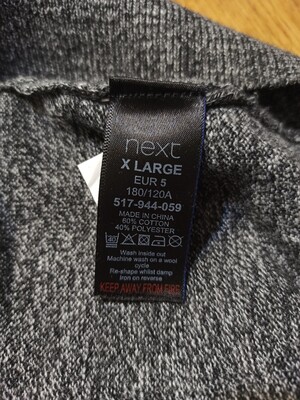 next
X LARGE
EUR 5
180/120A
517-944-059
MADE IN CHINA
60% COTTON
40% POLYESTER
Wash inside out
Machine wash on a wool
cycle
Re-shape whilst damp
Iron on reverse
KEEP AWAY FROM FIRE